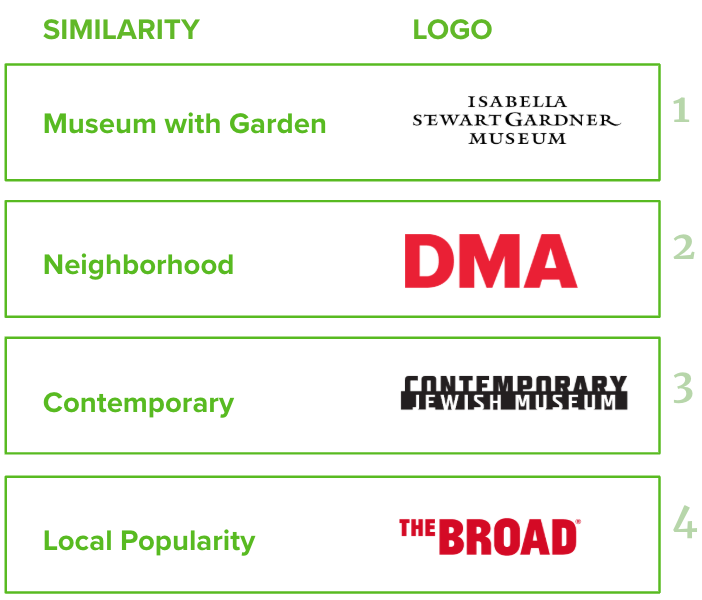 SIMILARITY LOGO
Museum with Garden
ISABELLA
STEWART GARDNER
MUSEUM
1
Neighborhood
DMA
2
Contemporary
CONTEMPORARY
JEWISH MUSEUM
3
Local Popularity
THE BROAD®
4